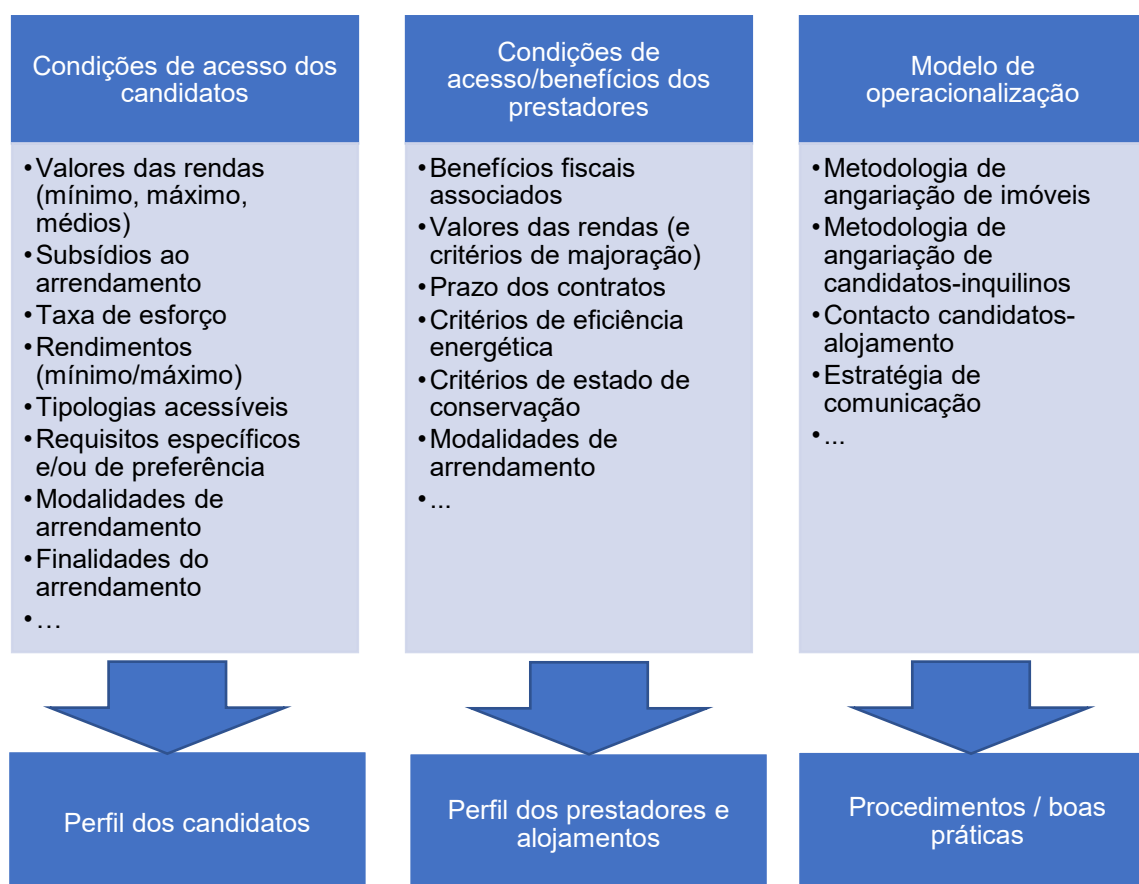 Condições de acesso dos
candidatos
•Valores das rendas
(mínimo, máximo,
médios)
•Subsídios ao
arrendamento
•Taxa de esforço
•Rendimentos
(mínimo/máximo)
•Tipologias acessíveis
•Requisitos específicos
e/ou de preferência
•Modalidades de
arrendamento
•Finalidades do
arrendamento
•…
Perfil dos candidatos
Condições de
acesso/benefícios dos
prestadores
•Benefícios fiscais
associados
•Valores das rendas (e
critérios de majoração)
•Prazo dos contratos
•Critérios de eficiência
energética
•Critérios de estado de
conservação
•Modalidades de
arrendamento
•...
Perfil dos prestadores e
alojamentos
Modelo de
operacionalização
•Metodologia de
angariação de imóveis
•Metodologia de
angariação de
candidatos-inquilinos
•Contacto candidatos-
alojamento
•Estratégia de
comunicação
•...
Procedimentos / boas
práticas